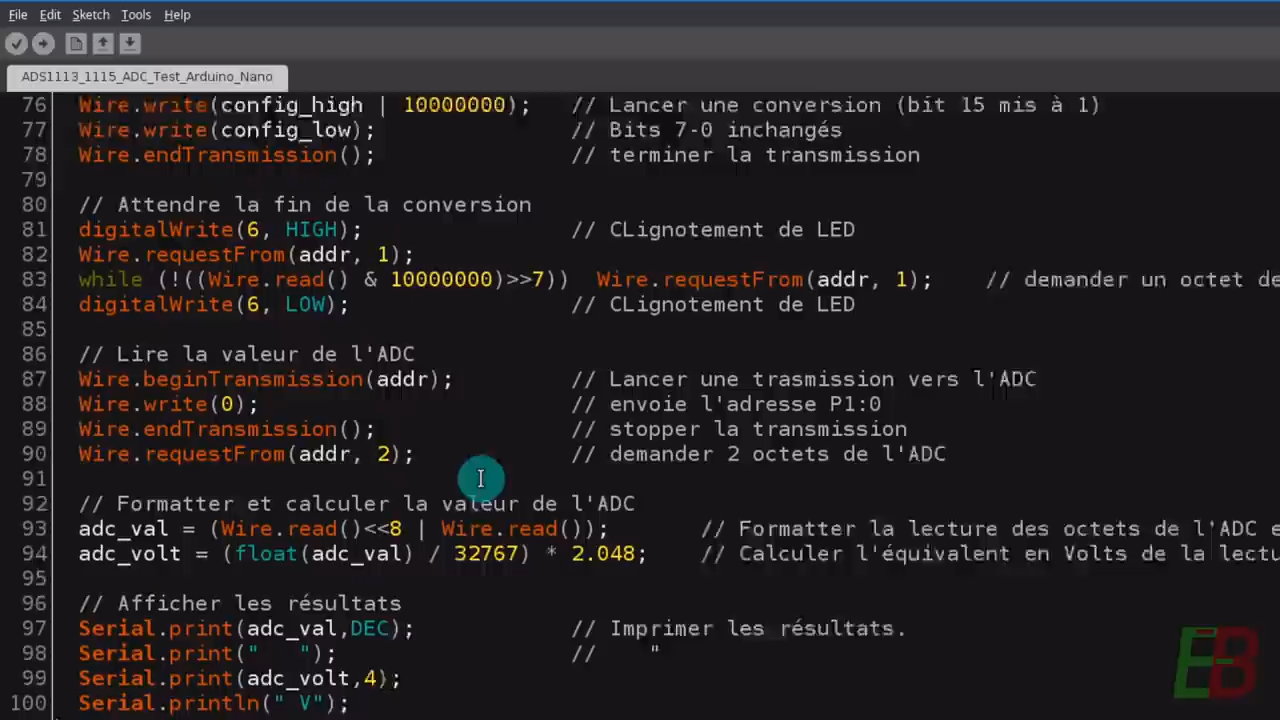 File Edit Sketch Tools Help
ADS1113_1115_ADC_Test_Arduino_Nano
76 Wire.write(config_high | 10000000); // Lancer une conversion (bit 15 mis à 1)
77 Wire.write(config_low); // Bits 7-0 inchangés
78 Wire.endTransmission(); // terminer la transmission
79
80 // Attendre la fin de la conversion
81 digitalWrite(6, HIGH); // CLignotement de LED
82 Wire.requestFrom(addr, 1);
83 while (!((Wire.read() & 10000000)>>7)) Wire.requestFrom(addr, 1); // demander un octet de
84 digitalWrite(6, LOW); // CLignotement de LED
85
86 // Lire la valeur de l'ADC
87 Wire.beginTransmission(addr); // Lancer une trasmission vers l'ADC
88 Wire.write(0); // envoie l'adresse P1:0
89 Wire.endTransmission(); // stopper la transmission
90 Wire.requestFrom(addr, 2); // demander 2 octets de l'ADC
91
92 // Formatter et calculer la valeur de l'ADC
93 adc_val = (Wire.read()<<8 | Wire.read()); // Formatter la lecture des octets de l'ADC e
94 adc_volt = (float(adc_val) / 32767) * 2.048; // Calculer l'équivalent en Volts de la lectu
95
96 // Afficher les résultats
97 Serial.print(adc_val,DEC); // Imprimer les résultats.
98 Serial.print("   "); // "
99 Serial.print(adc_volt,4);
100 Serial.println(" V");
EB